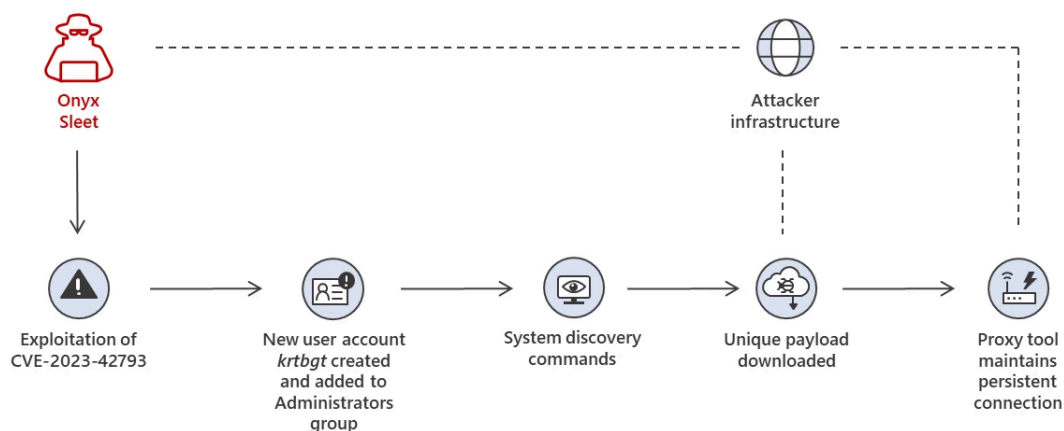 Onyx
Sleet
Attacker
infrastructure
Exploitation of
CVE-2023-42793
New user account
krtbgt created
and added to
Administrators
group
System discovery
commands
Unique payload
downloaded
Proxy tool
maintains
persistent
connection